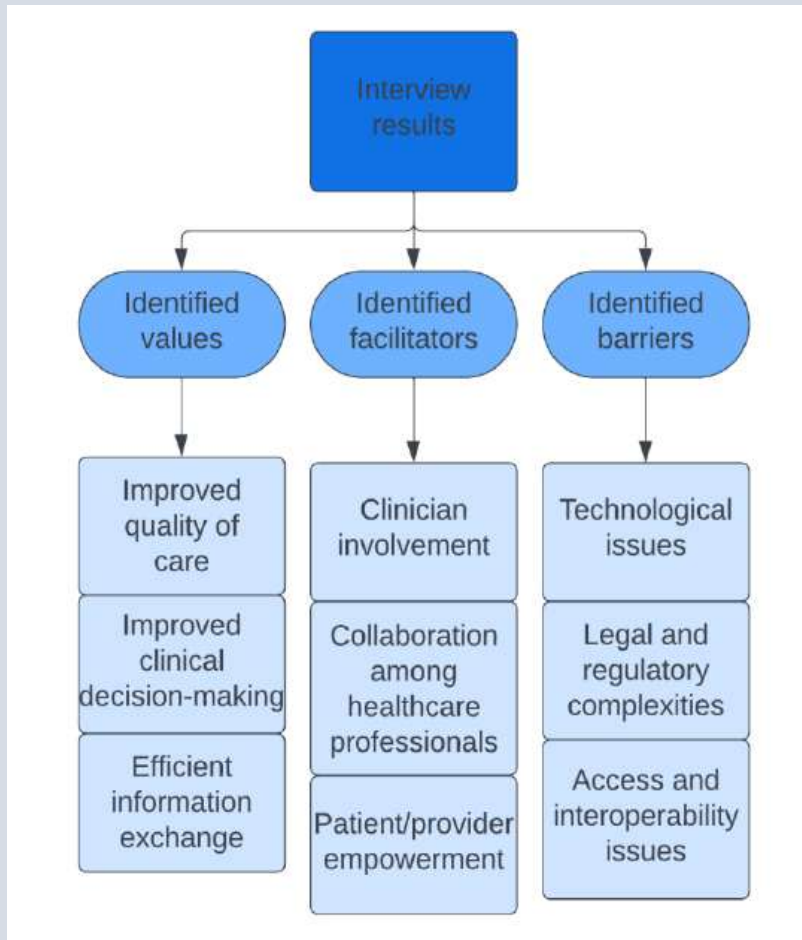 Interview
results
Identified
values
Identified
facilitators
Identified
barriers
Improved
quality of
care
Improved
clinical
decision-making
Efficient
information
exchange
Clinician
involvement
Collaboration
among
healthcare
professionals
Patient/provider
empowerment
Technological
issues
Legal and
regulatory
complexities
Access and
interoperability
issues